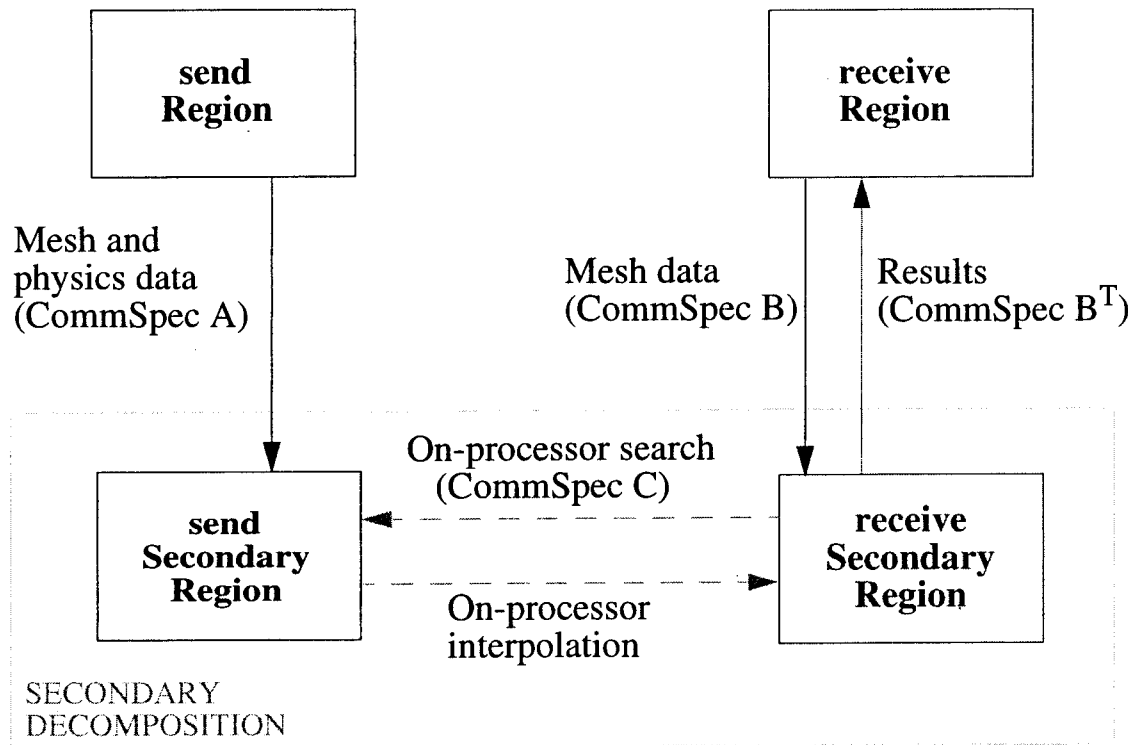 send
Region
receive
Region
Mesh and
physics data
(CommSpec A)
Mesh data
(CommSpec B)
Results
(CommSpec Bᵀ)
On-processor search
(CommSpec C)
send
Secondary
Region
receive
Secondary
Region
On-processor
interpolation
SECONDARY
DECOMPOSITION